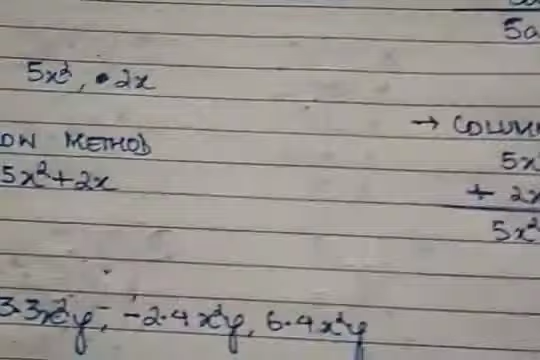 5a
5x², 2x
OW METHOD
→ COLUM
5x²+2x
5x
+ 2x
5x²
3.3x²y, -2.4x²y, 6.4x²y